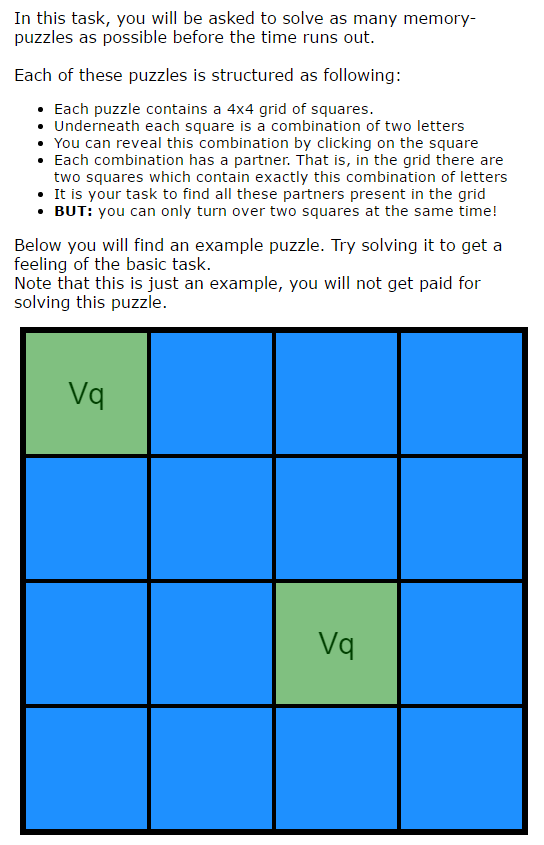 In this task, you will be asked to solve as many memory-
puzzles as possible before the time runs out.
Each of these puzzles is structured as following:
• Each puzzle contains a 4x4 grid of squares.
• Underneath each square is a combination of two letters
• You can reveal this combination by clicking on the square
• Each combination has a partner. That is, in the grid there are
two squares which contain exactly this combination of letters
• It is your task to find all these partners present in the grid
• BUT: you can only turn over two squares at the same time!
Below you will find an example puzzle. Try solving it to get a
feeling of the basic task.
Note that this is just an example, you will not get paid for
solving this puzzle.
Vq
Vq